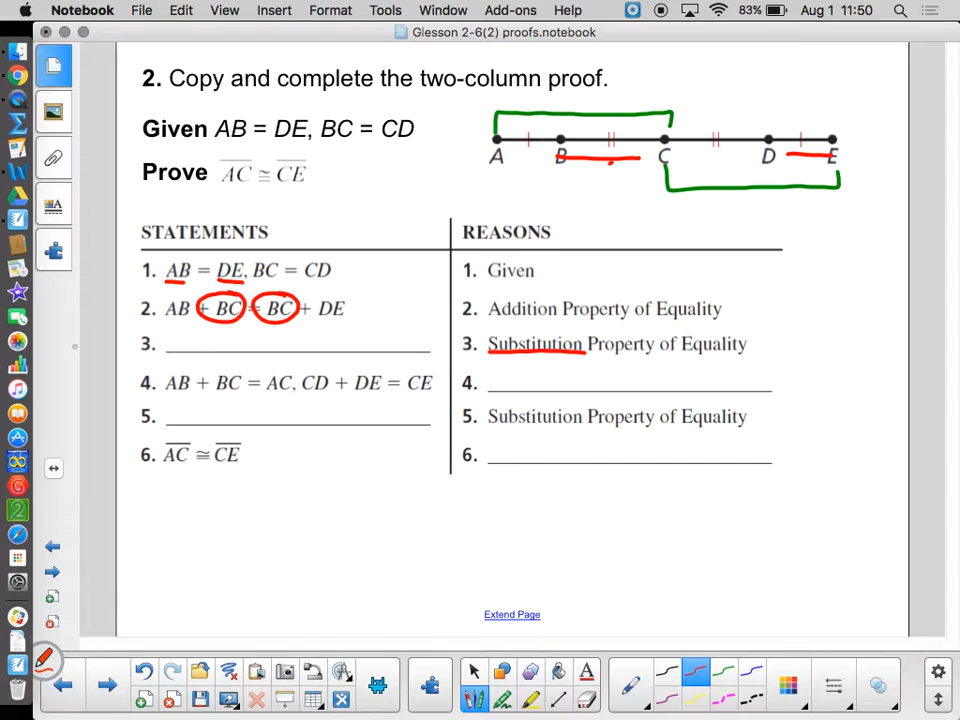 Notebook File Edit View Insert Format Tools Window Add-ons Help 83% Aug 1 11:50
Glesson 2-6(2) proofs.notebook
2. Copy and complete the two-column proof.
Given AB = DE, BC = CD
A B C D E
Prove AC ≅ CE
STATEMENTS REASONS
1. AB = DE, BC = CD 1. Given
2. AB + BC = BC + DE 2. Addition Property of Equality
3. 3. Substitution Property of Equality
4. AB + BC = AC, CD + DE = CE 4.
5. 5. Substitution Property of Equality
6. AC ≅ CE 6.
Extend Page